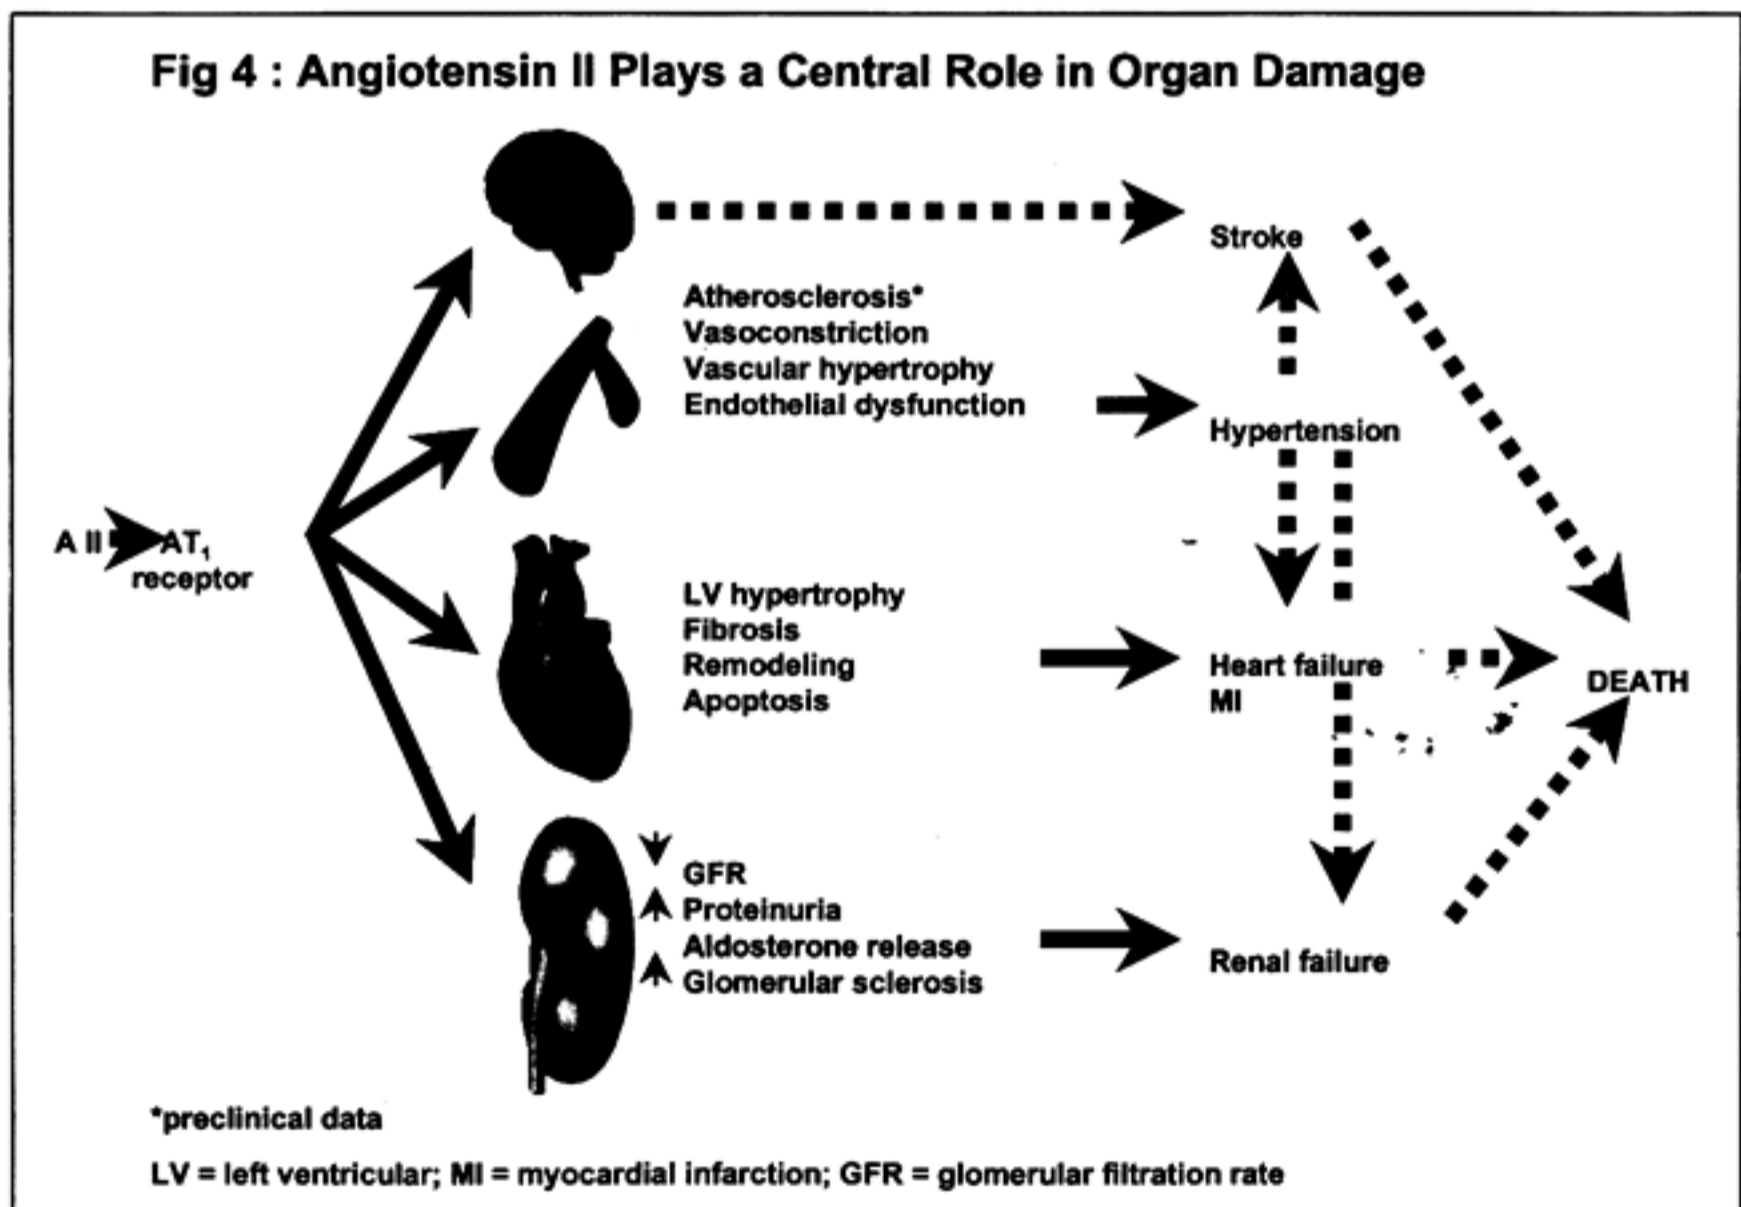 Fig 4 : Angiotensin II Plays a Central Role in Organ Damage
Stroke
Atherosclerosis*
Vasoconstriction
Vascular hypertrophy
Endothelial dysfunction
Hypertension
A II AT₁
receptor
LV hypertrophy
Fibrosis
Remodeling
Apoptosis
Heart failure
MI
DEATH
GFR
Proteinuria
Aldosterone release
Glomerular sclerosis
Renal failure
*preclinical data
LV = left ventricular; MI = myocardial infarction; GFR = glomerular filtration rate